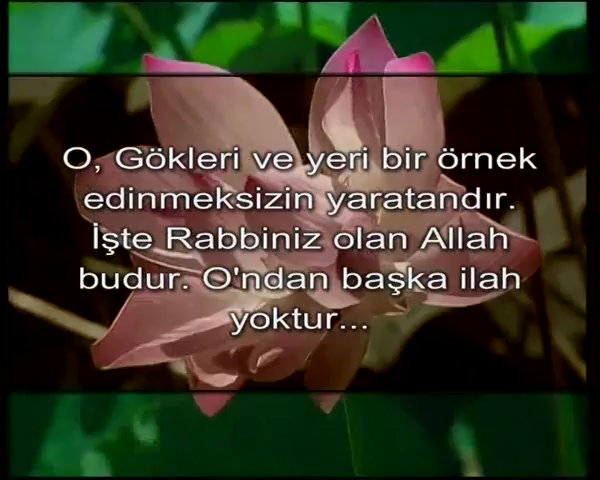 O, Gökleri ve yeri bir örnek
edinmeksizin yaratandır.
İşte Rabbiniz olan Allah
budur. O'ndan başka ilah
yoktur...